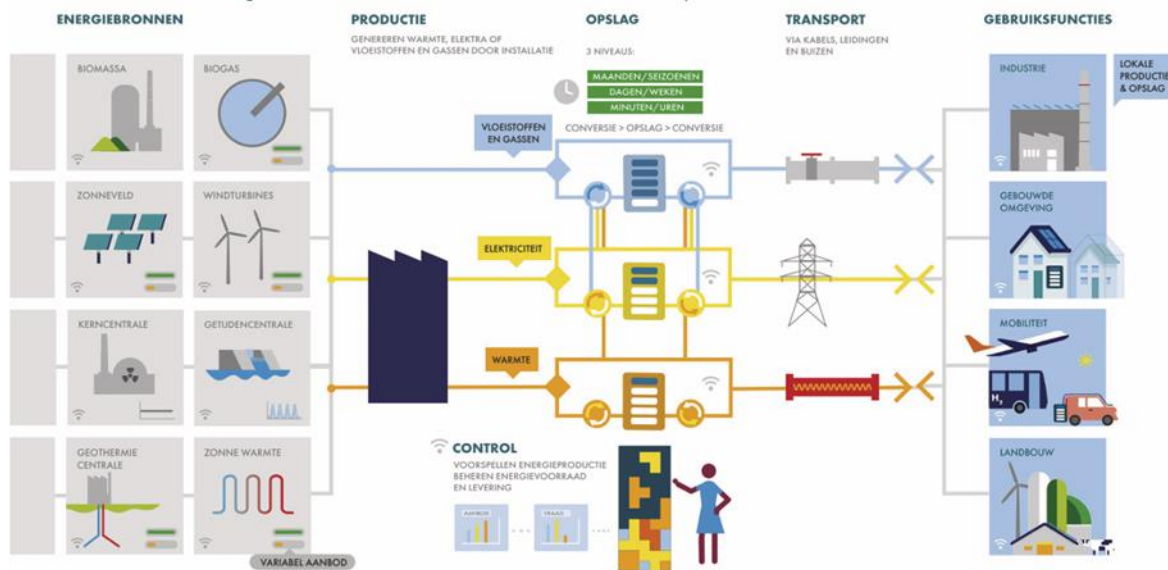 ENERGIEBRONNEN
PRODUCTIE
GENEREREN WARMTE, ELEKTRA OF
VLOEISTOFFEN EN GASSEN DOOR INSTALLATIE
OPSLAG
3 NIVEAUS:
MAANDEN/SEIZOENEN
DAGEN/WEKEN
MINUTEN/UREN
CONVERSIE > OPSLAG > CONVERSIE
TRANSPORT
VIA KABELS, LEIDINGEN
EN BUIZEN
GEBRUIKSFUNCTIES
BIOMASSA
BIOGAS
ZONNEVELD
WINDTURBINES
KERNCENTRALE
GETIJDENCENTRALE
GEOTHERMIE
CENTRALE
ZONNE WARMTE
VARIABEL AANBOD
VLOEISTOFFEN
EN GASSEN
ELEKTRICITEIT
WARMTE
CONTROL
VOORSPELLEN ENERGIEPRODUCTIE
BEHEREN ENERGIEVOORRAAD
EN LEVERING
AANBOD
VRAAG
INDUSTRIE
LOKALE
PRODUCTIE
& OPSLAG
GEBOUWDE
OMGEVING
MOBILITEIT
H2
LANDBOUW